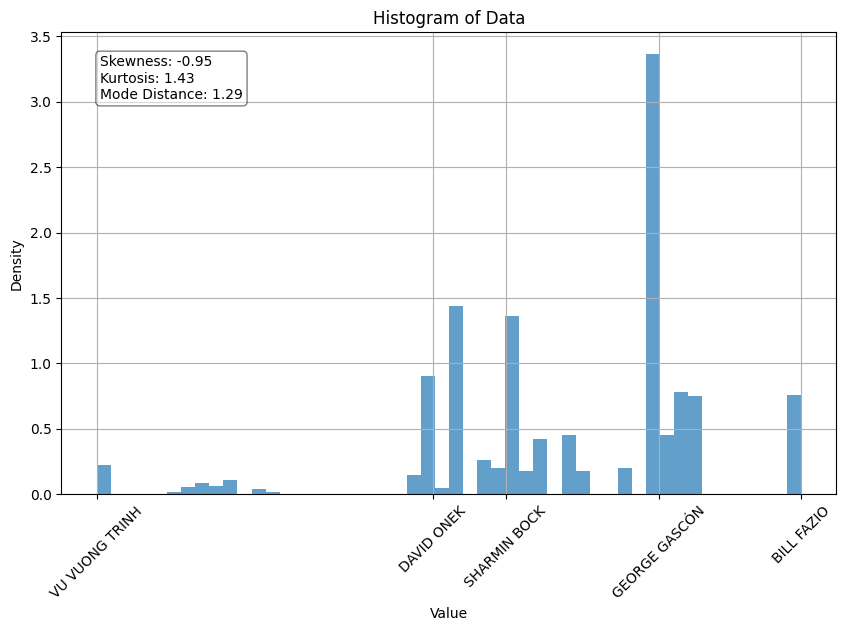 Histogram of Data
Skewness: -0.95
Kurtosis: 1.43
Mode Distance: 1.29
Density
3.5
3.0
2.5
2.0
1.5
1.0
0.5
0.0
VU VUONG TRINH
DAVID ONEK
SHARMIN BOCK
GEORGE GASCÓN
BILL FAZIO
Value